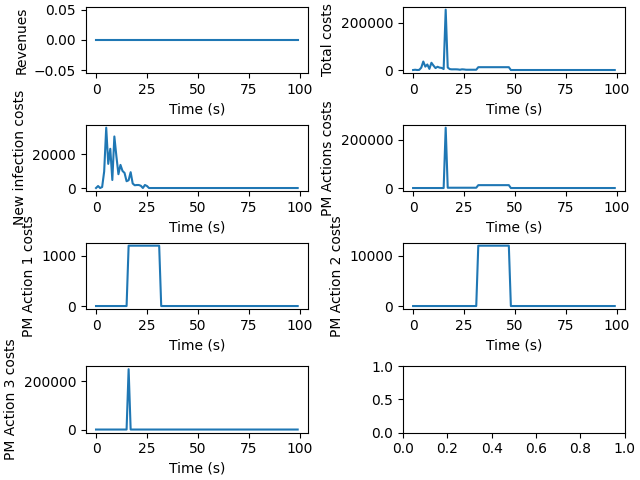 Revenues
0.05
0.00
−0.05
0 25 50 75 100
Time (s)
Total costs
200000
0
0 25 50 75 100
Time (s)
New infection costs
20000
0
0 25 50 75 100
Time (s)
PM Actions costs
200000
0
0 25 50 75 100
Time (s)
PM Action 1 costs
1000
0
0 25 50 75 100
Time (s)
PM Action 2 costs
10000
0
0 25 50 75 100
Time (s)
PM Action 3 costs
200000
0
0 25 50 75 100
Time (s)
1.0
0.5
0.0
0.0 0.2 0.4 0.6 0.8 1.0